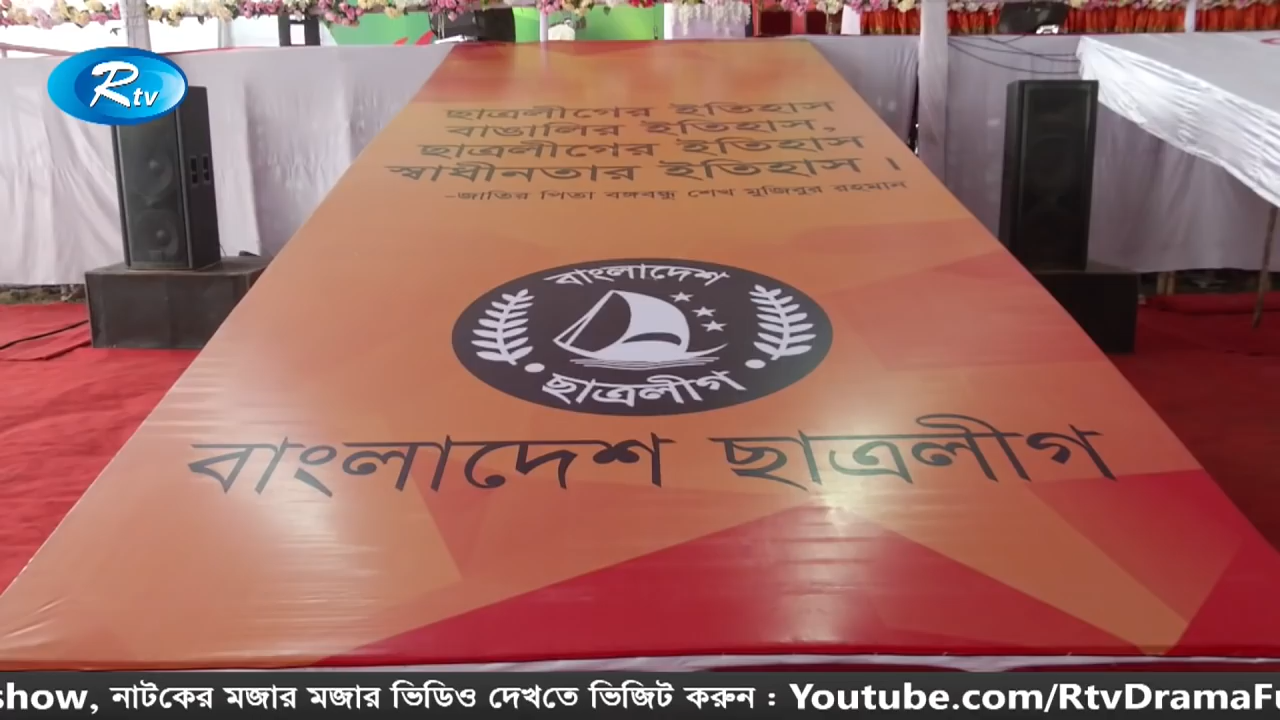 Rtv
ছাত্রলীগের ইতিহাস
বাঙালির ইতিহাস,
ছাত্রলীগের ইতিহাস
স্বাধীনতার ইতিহাস ।
-জাতির পিতা বঙ্গবন্ধু শেখ মুজিবুর রহমান
বাংলাদেশ
ছাত্রলীগ
বাংলাদেশ ছাত্রলীগ
show, নাটকের মজার মজার ভিডিও দেখতে ভিজিট করুন : Youtube.com/RtvDramaFu